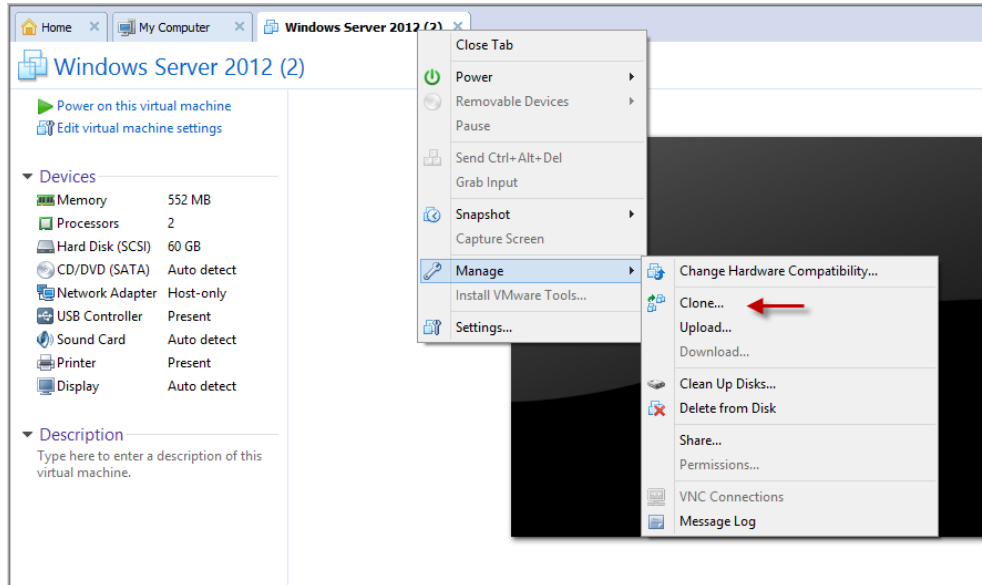 Home
My Computer
Windows Server 2012 (2)
Windows Server 2012 (2)
Power on this virtual machine
Edit virtual machine settings
Devices
Memory 552 MB
Processors 2
Hard Disk (SCSI) 60 GB
CD/DVD (SATA) Auto detect
Network Adapter Host-only
USB Controller Present
Sound Card Auto detect
Printer Present
Display Auto detect
Description
Type here to enter a description of this
virtual machine.
Close Tab
Power
Removable Devices
Pause
Send Ctrl+Alt+Del
Grab Input
Snapshot
Capture Screen
Manage
Install VMware Tools...
Settings...
Change Hardware Compatibility...
Clone...
Upload...
Download...
Clean Up Disks...
Delete from Disk
Share...
Permissions...
VNC Connections
Message Log